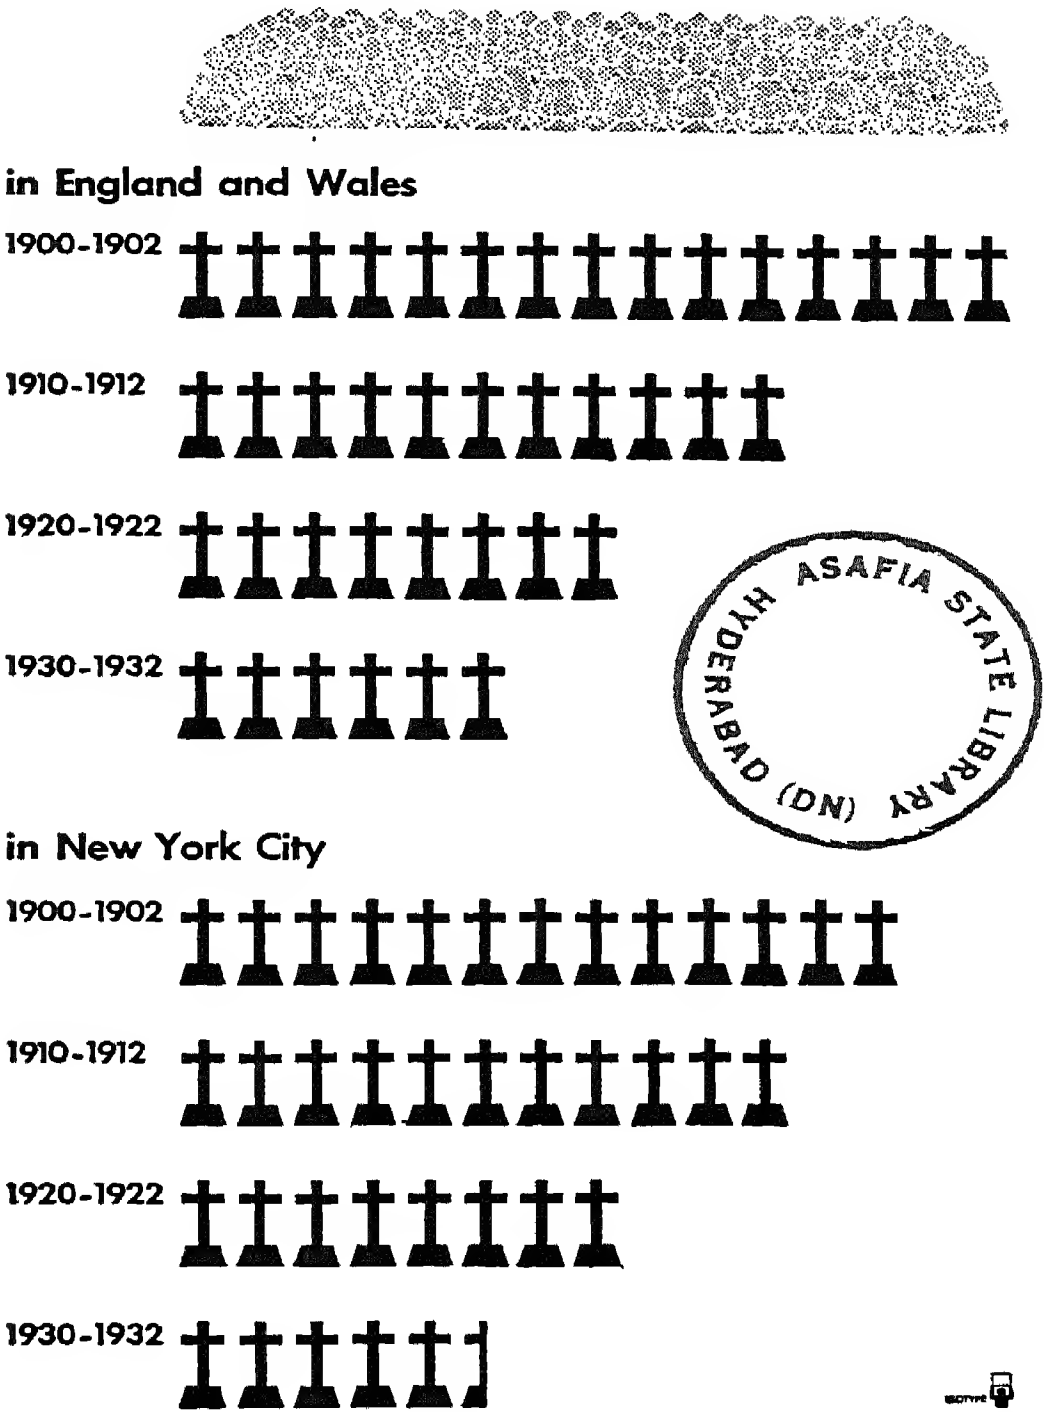 in England and Wales
1900-1902
1910-1912
1920-1922
1930-1932
HYDERABAD (DN) ASAFIA STATE LIBRARY
in New York City
1900-1902
1910-1912
1920-1922
1930-1932
ISOTYPE